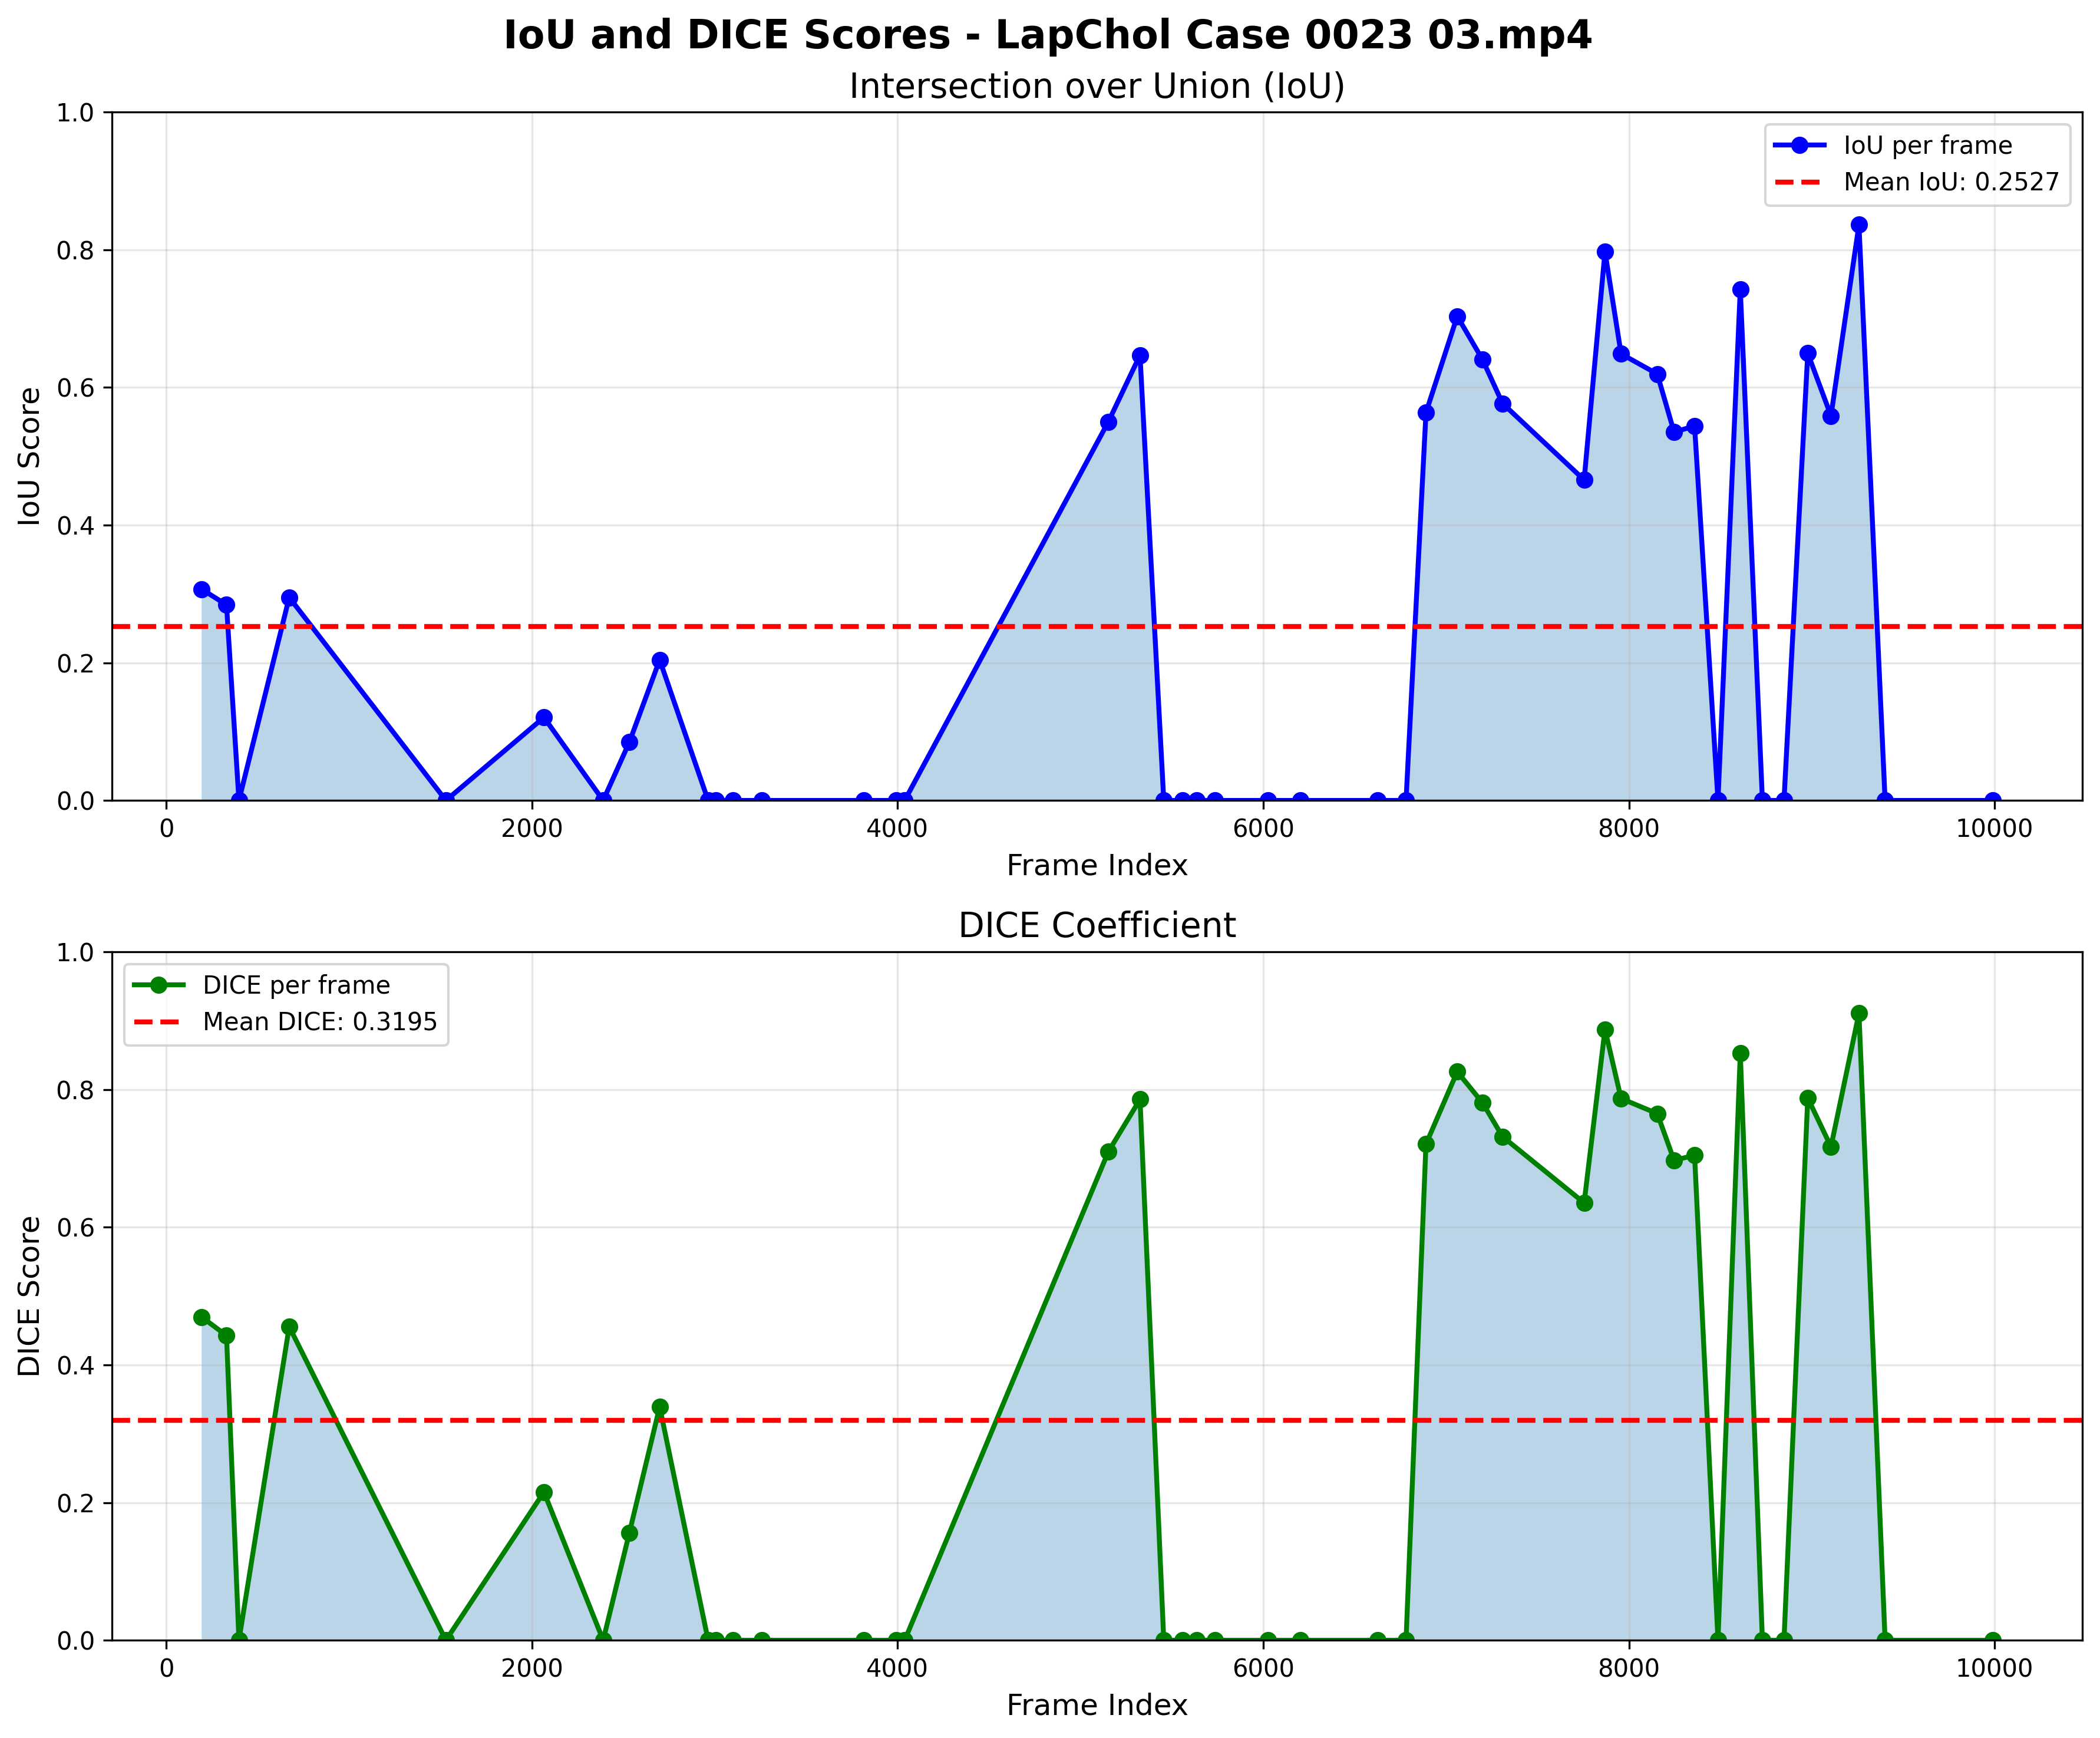 IoU and DICE Scores - LapChol Case 0023 03.mp4
Intersection over Union (IoU)
1.0
0.8
0.6
0.4
0.2
0.0
IoU Score
IoU per frame
Mean IoU: 0.2527
0 2000 4000 6000 8000 10000
Frame Index
DICE Coefficient
1.0
0.8
0.6
0.4
0.2
0.0
DICE Score
DICE per frame
Mean DICE: 0.3195
0 2000 4000 6000 8000 10000
Frame Index